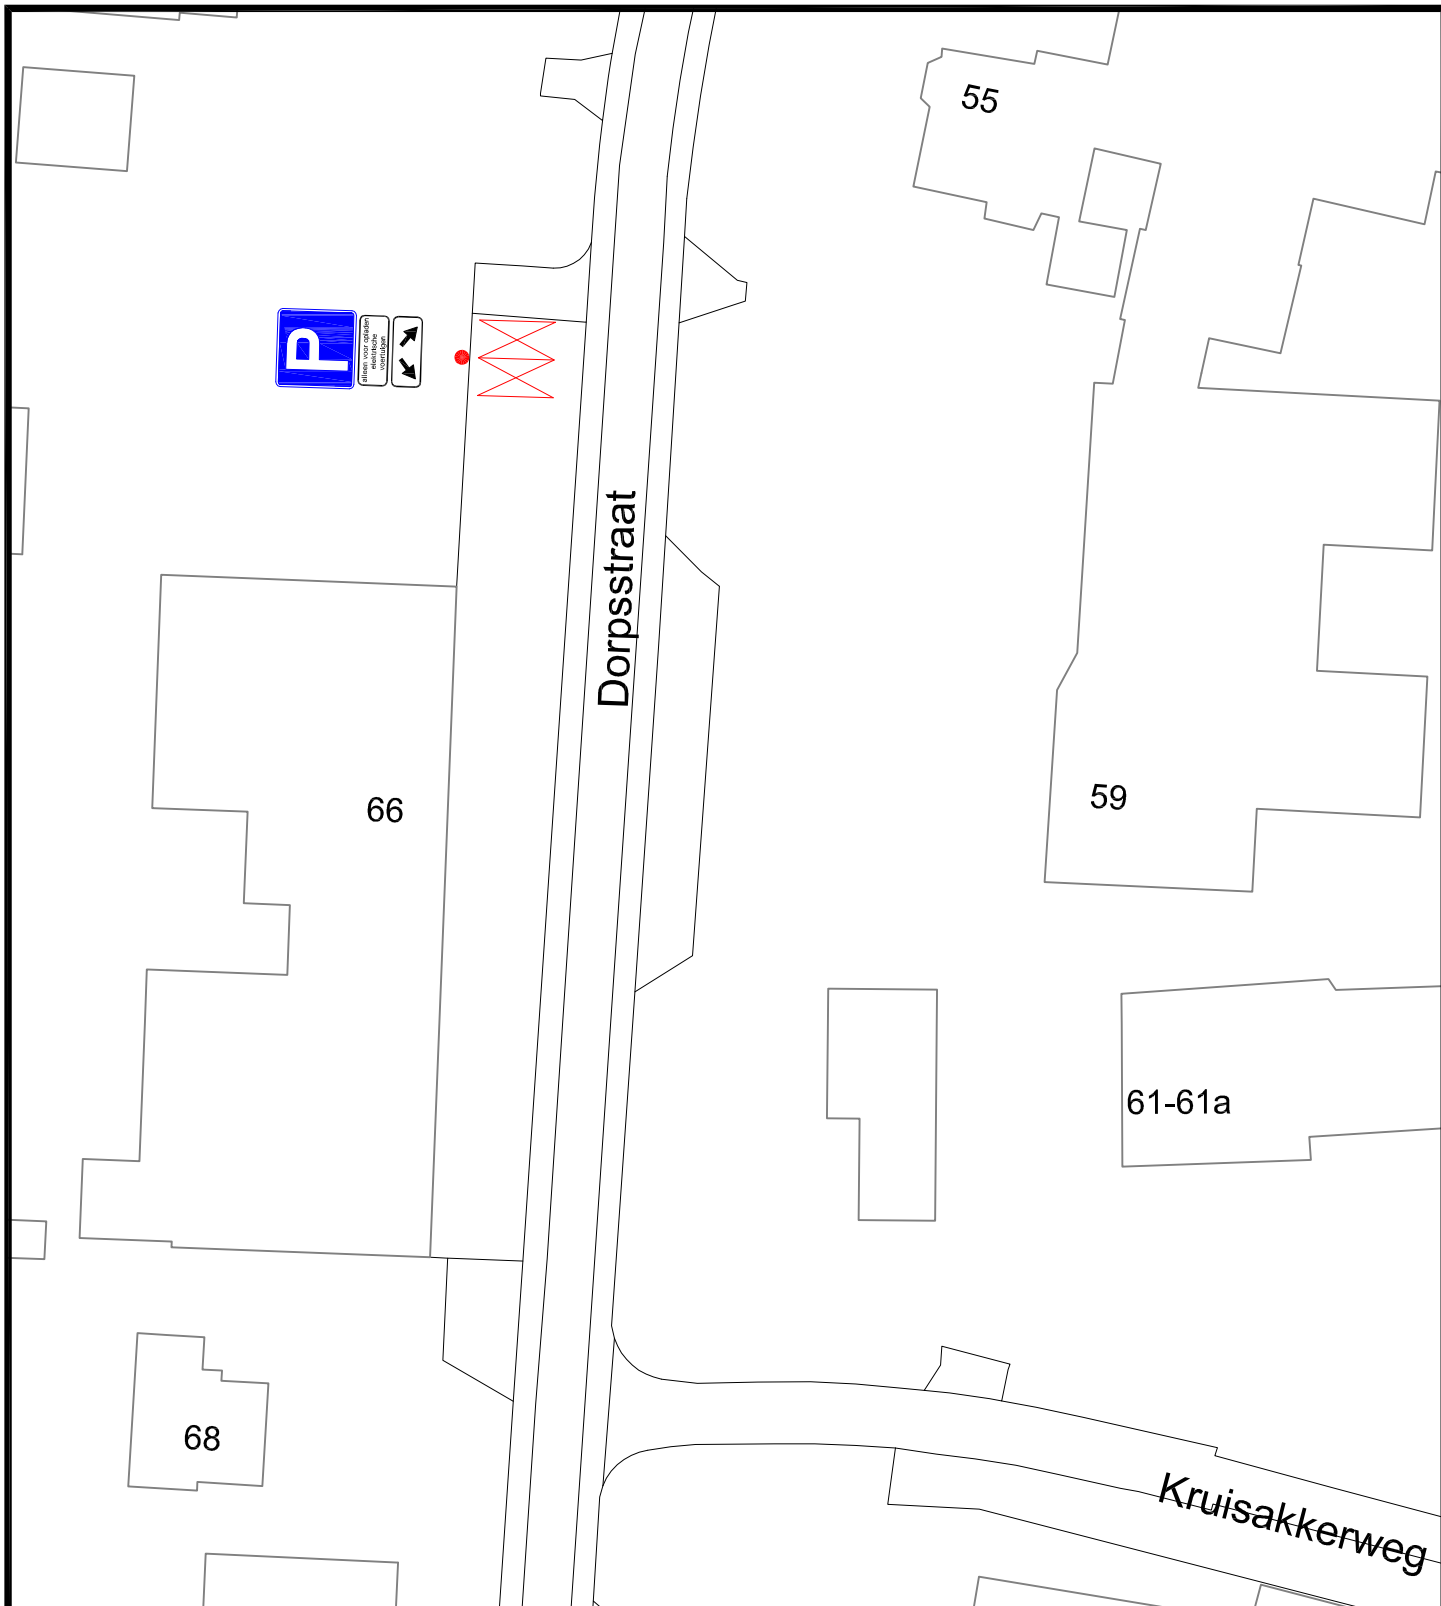 55
P
alleen voor opladen
elektrische
voertuigen
Dorpsstraat
66
59
61-61a
68
Kruisakkerweg